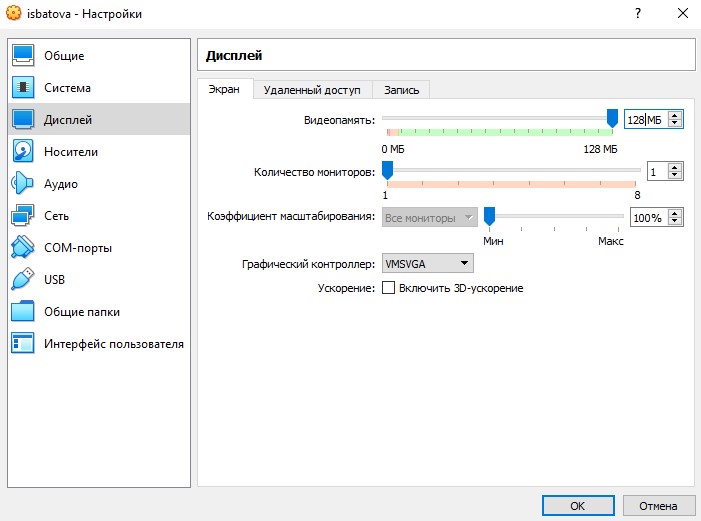 isbatova - Настройки
?
Общие
Система
Дисплей
Носители
Аудио
Сеть
COM-порты
USB
Общие папки
Интерфейс пользователя
Дисплей
Экран Удаленный доступ Запись
Видеопамять: 128 МБ
0 МБ 128 МБ
Количество мониторов: 1
1 8
Коэффициент масштабирования: Все мониторы 100%
Мин Макс
Графический контроллер: VMSVGA
Ускорение: Включить 3D-ускорение
OK Отмена